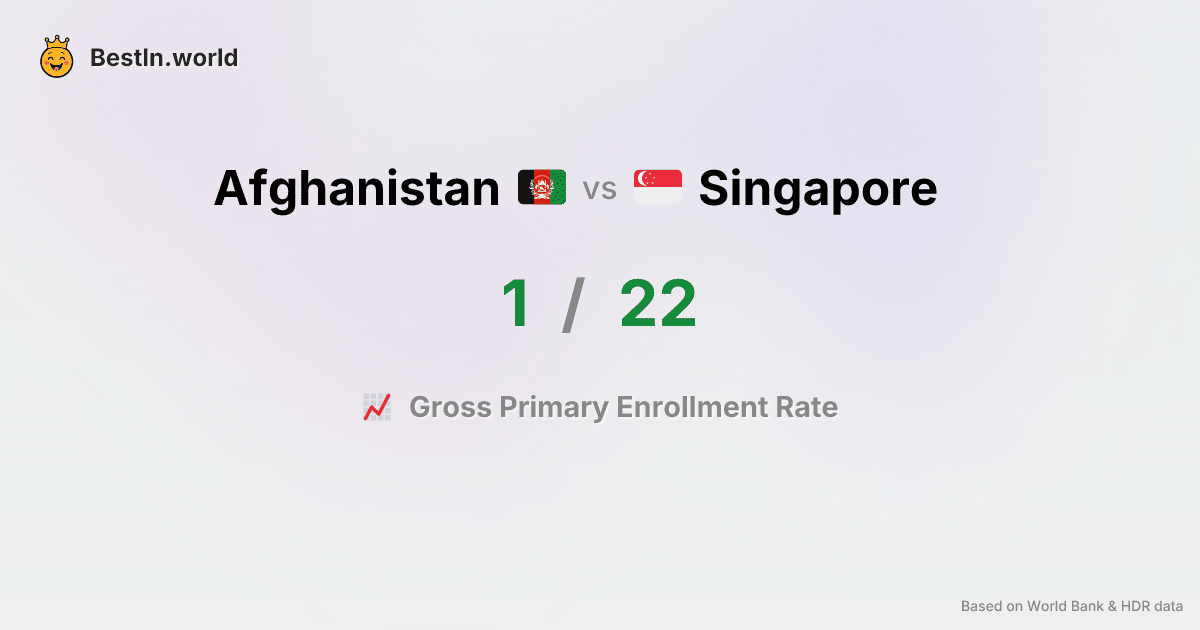 BestIn.world
Afghanistan vs Singapore
1 / 22
Gross Primary Enrollment Rate
Based on World Bank & HDR data